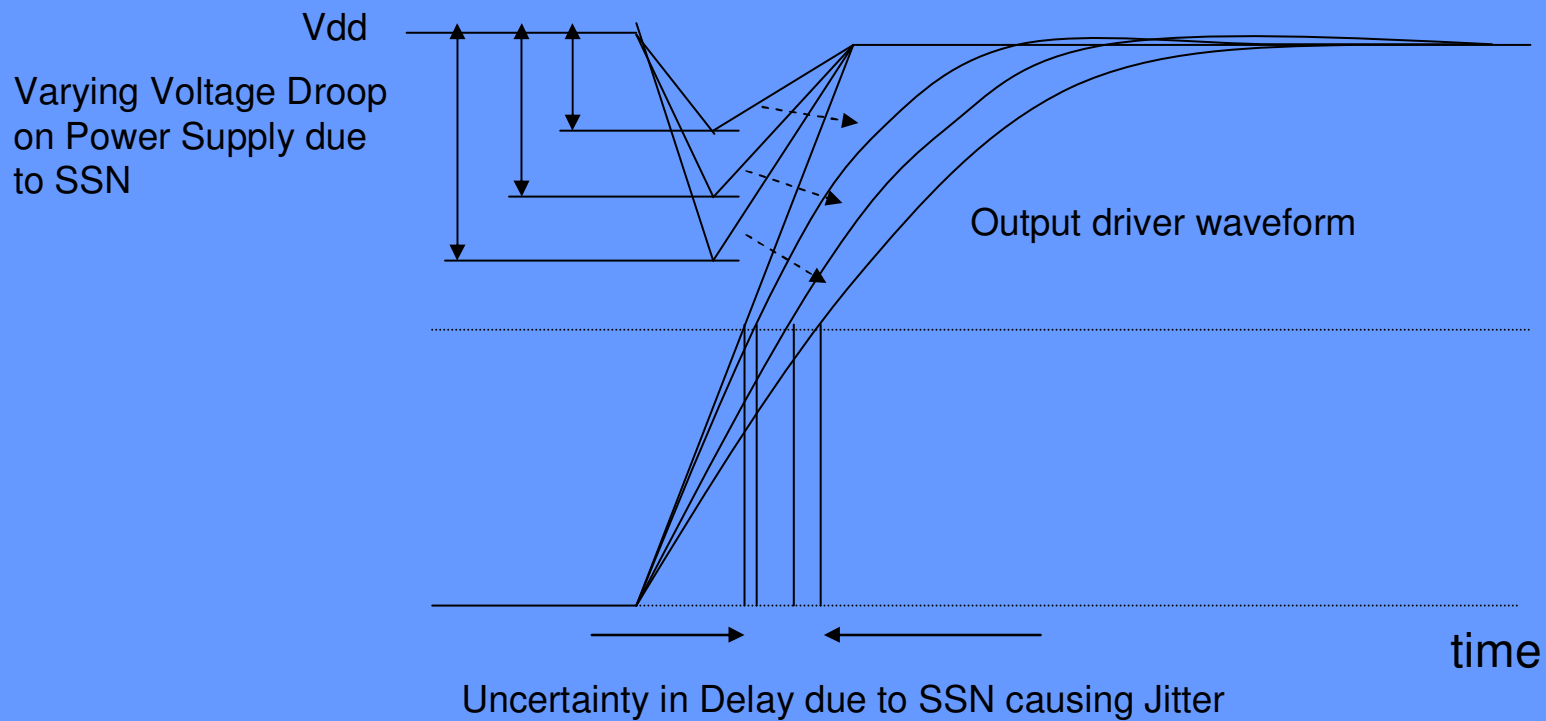 Vdd
Varying Voltage Droop
on Power Supply due
to SSN
Output driver waveform
time
Uncertainty in Delay due to SSN causing Jitter